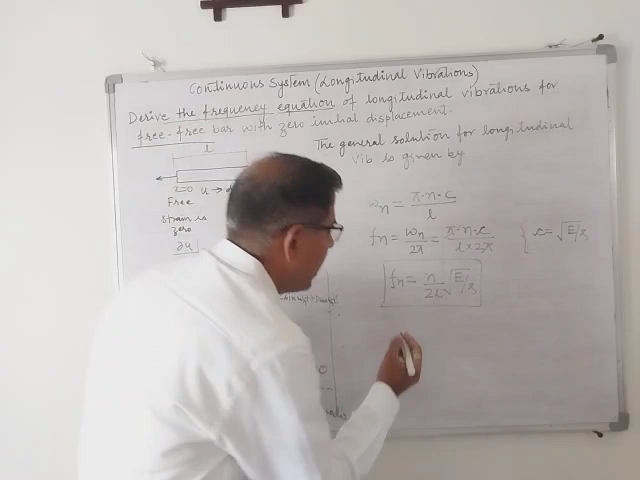 Continuous System (Longitudinal Vibrations)
Derive the frequency equation of longitudinal vibrations for
free-free bar with zero initial displacement.
The general solution for longitudinal
vib is given by
l
x=0 u →
Free
Strain is
zero
∂u
ωn = π·n·c / l
fn = ωn / 2π = π·n·c / l×2π { c = √E/ρ
fn = n / 2l √E/ρ
0